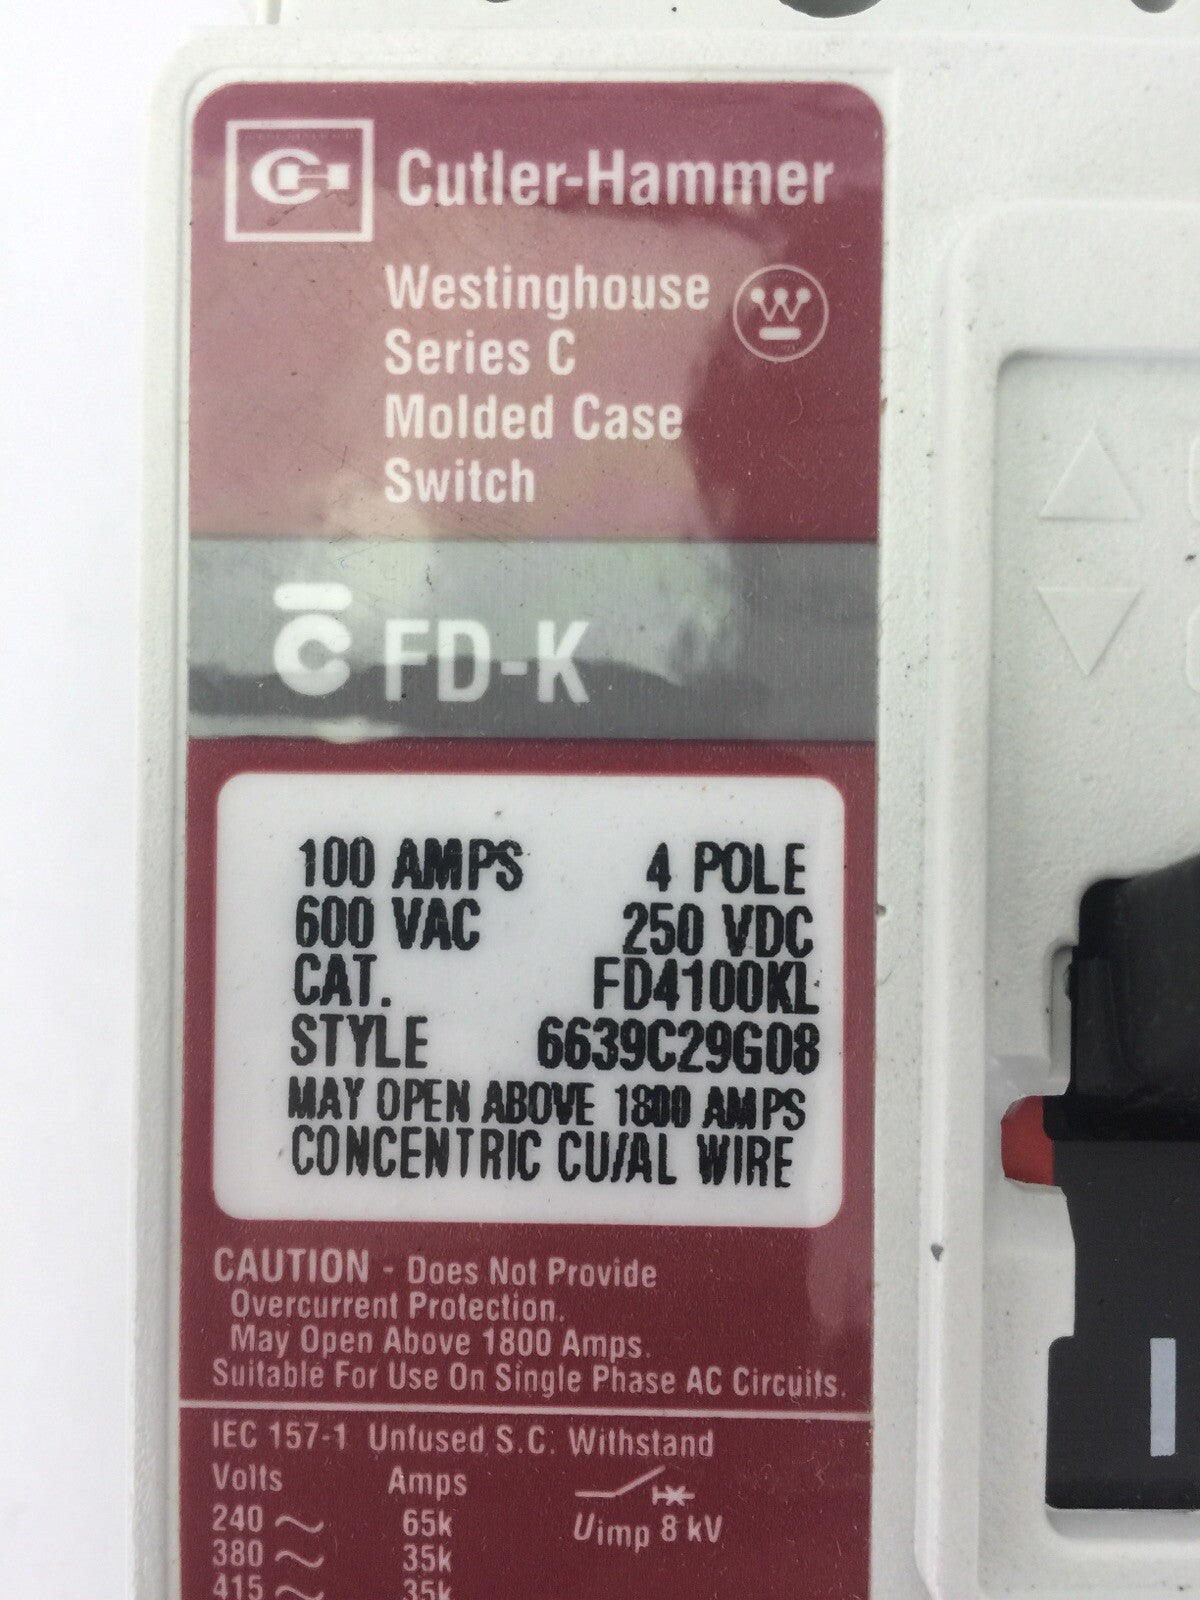 CH Cutler-Hammer
Westinghouse W
Series C
Molded Case
Switch
C FD-K
100 AMPS 4 POLE
600 VAC 250 VDC
CAT. FD4100KL
STYLE 6639C29G08
MAY OPEN ABOVE 1800 AMPS
CONCENTRIC CU/AL WIRE
CAUTION - Does Not Provide
Overcurrent Protection.
May Open Above 1800 Amps.
Suitable For Use On Single Phase AC Circuits.
IEC 157-1 Unfused S.C. Withstand
Volts Amps
240 ~ 65k Uimp 8 kV
380 ~ 35k
415 ~ 35k